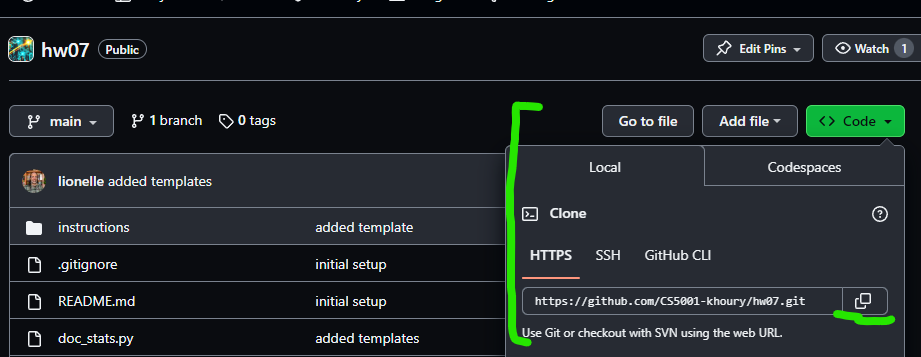 hw07 Public Edit Pins Watch 1
main 1 branch 0 tags Go to file Add file Code
Local Codespaces
lionelle added templates
Clone
instructions added template
HTTPS SSH GitHub CLI
.gitignore initial setup
README.md initial setup
https://github.com/CS5001-khoury/hw07.git
Use Git or checkout with SVN using the web URL.
doc_stats.py added templates